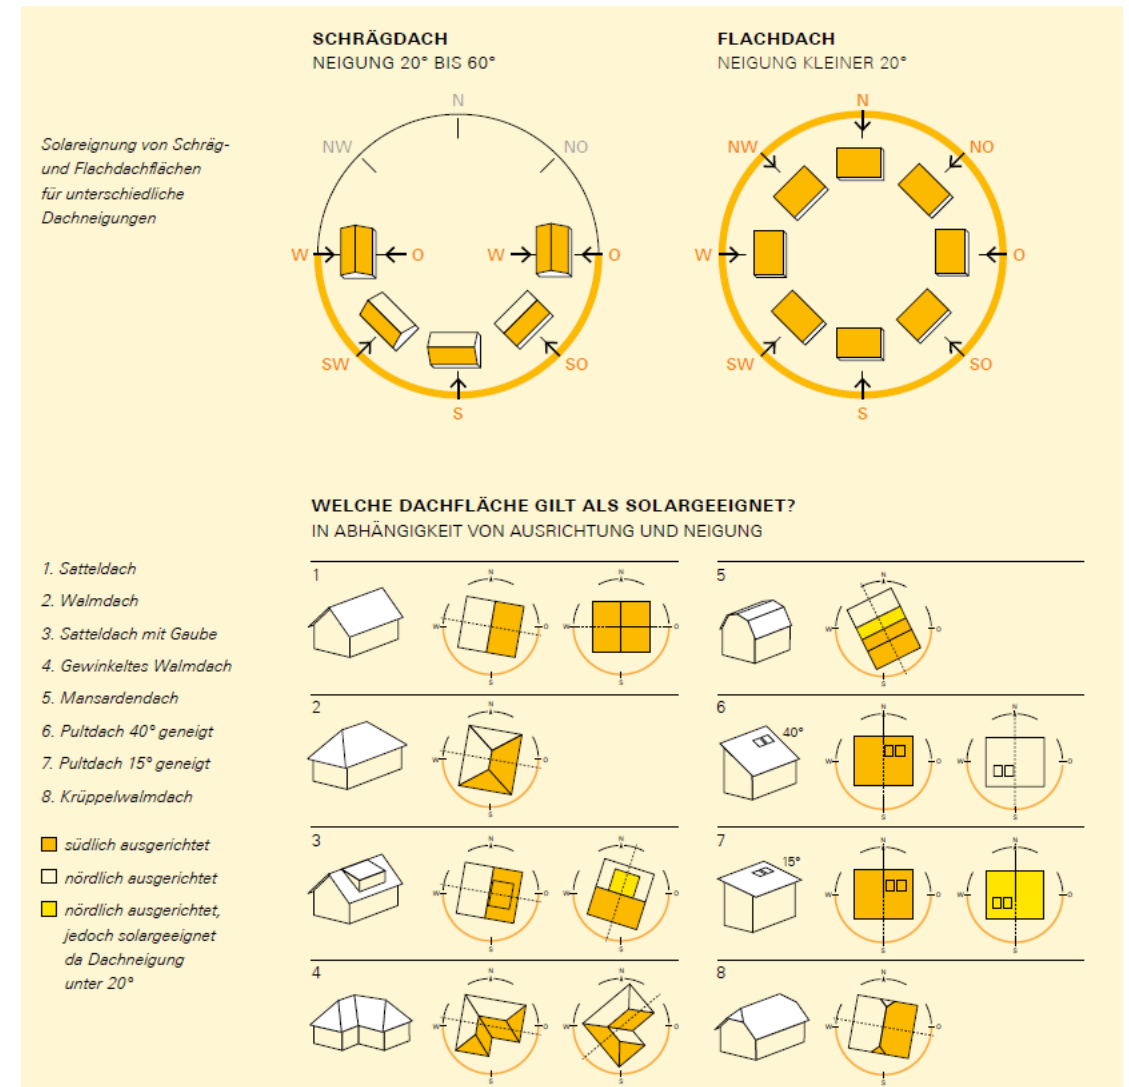 SCHRÄGDACH
NEIGUNG 20° BIS 60°
FLACHDACH
NEIGUNG KLEINER 20°
Solareignung von Schräg-
und Flachdachflächen
für unterschiedliche
Dachneigungen
N
NW
NO
W
O
W
O
SW
SO
S
N
NW
NO
W
O
SW
SO
S
WELCHE DACHFLÄCHE GILT ALS SOLARGEEIGNET?
IN ABHÄNGIGKEIT VON AUSRICHTUNG UND NEIGUNG
1. Satteldach
2. Walmdach
3. Satteldach mit Gaube
4. Gewinkeltes Walmdach
5. Mansardendach
6. Pultdach 40° geneigt
7. Pultdach 15° geneigt
8. Krüppelwalmdach
südlich ausgerichtet
nördlich ausgerichtet
nördlich ausgerichtet,
jedoch solargeeignet
da Dachneigung
unter 20°
1
N
W
O
S
N
W
O
S
2
N
W
O
S
3
N
W
O
S
N
W
O
S
4
N
W
O
S
N
W
O
S
5
N
W
O
S
6
40°
N
W
O
S
N
W
O
S
7
15°
N
W
O
S
N
W
O
S
8
N
W
O
S